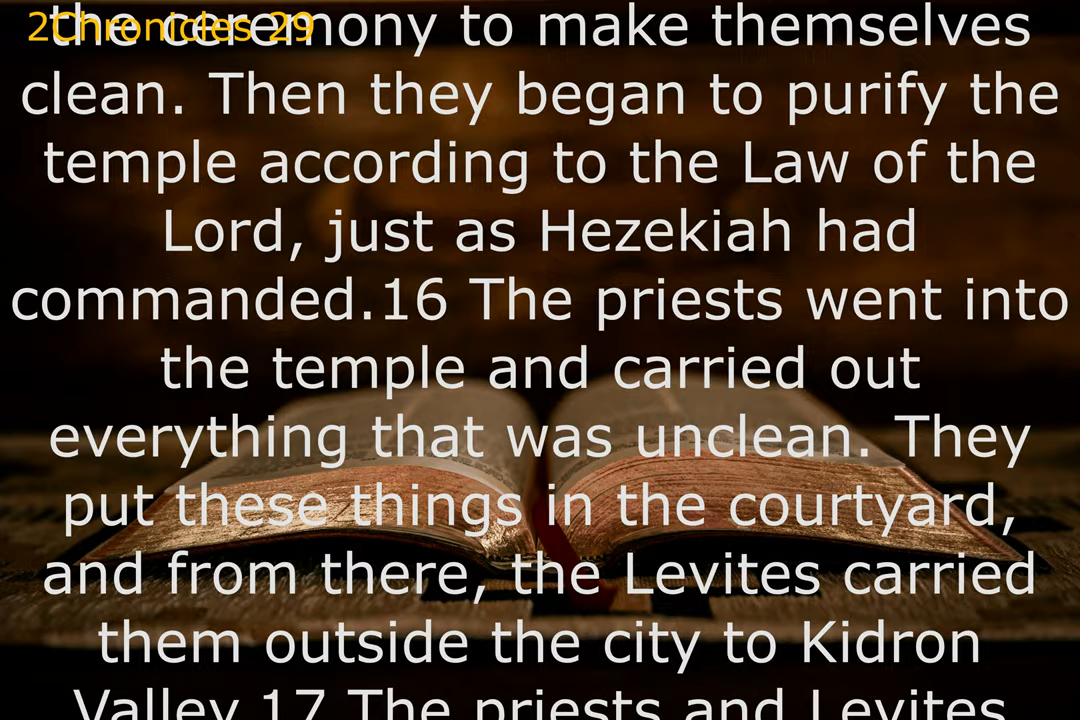 2Chronicles 29
the ceremony to make themselves
clean. Then they began to purify the
temple according to the Law of the
Lord, just as Hezekiah had
commanded.16 The priests went into
the temple and carried out
everything that was unclean. They
put these things in the courtyard,
and from there, the Levites carried
them outside the city to Kidron
Valley.17 The priests and Levites